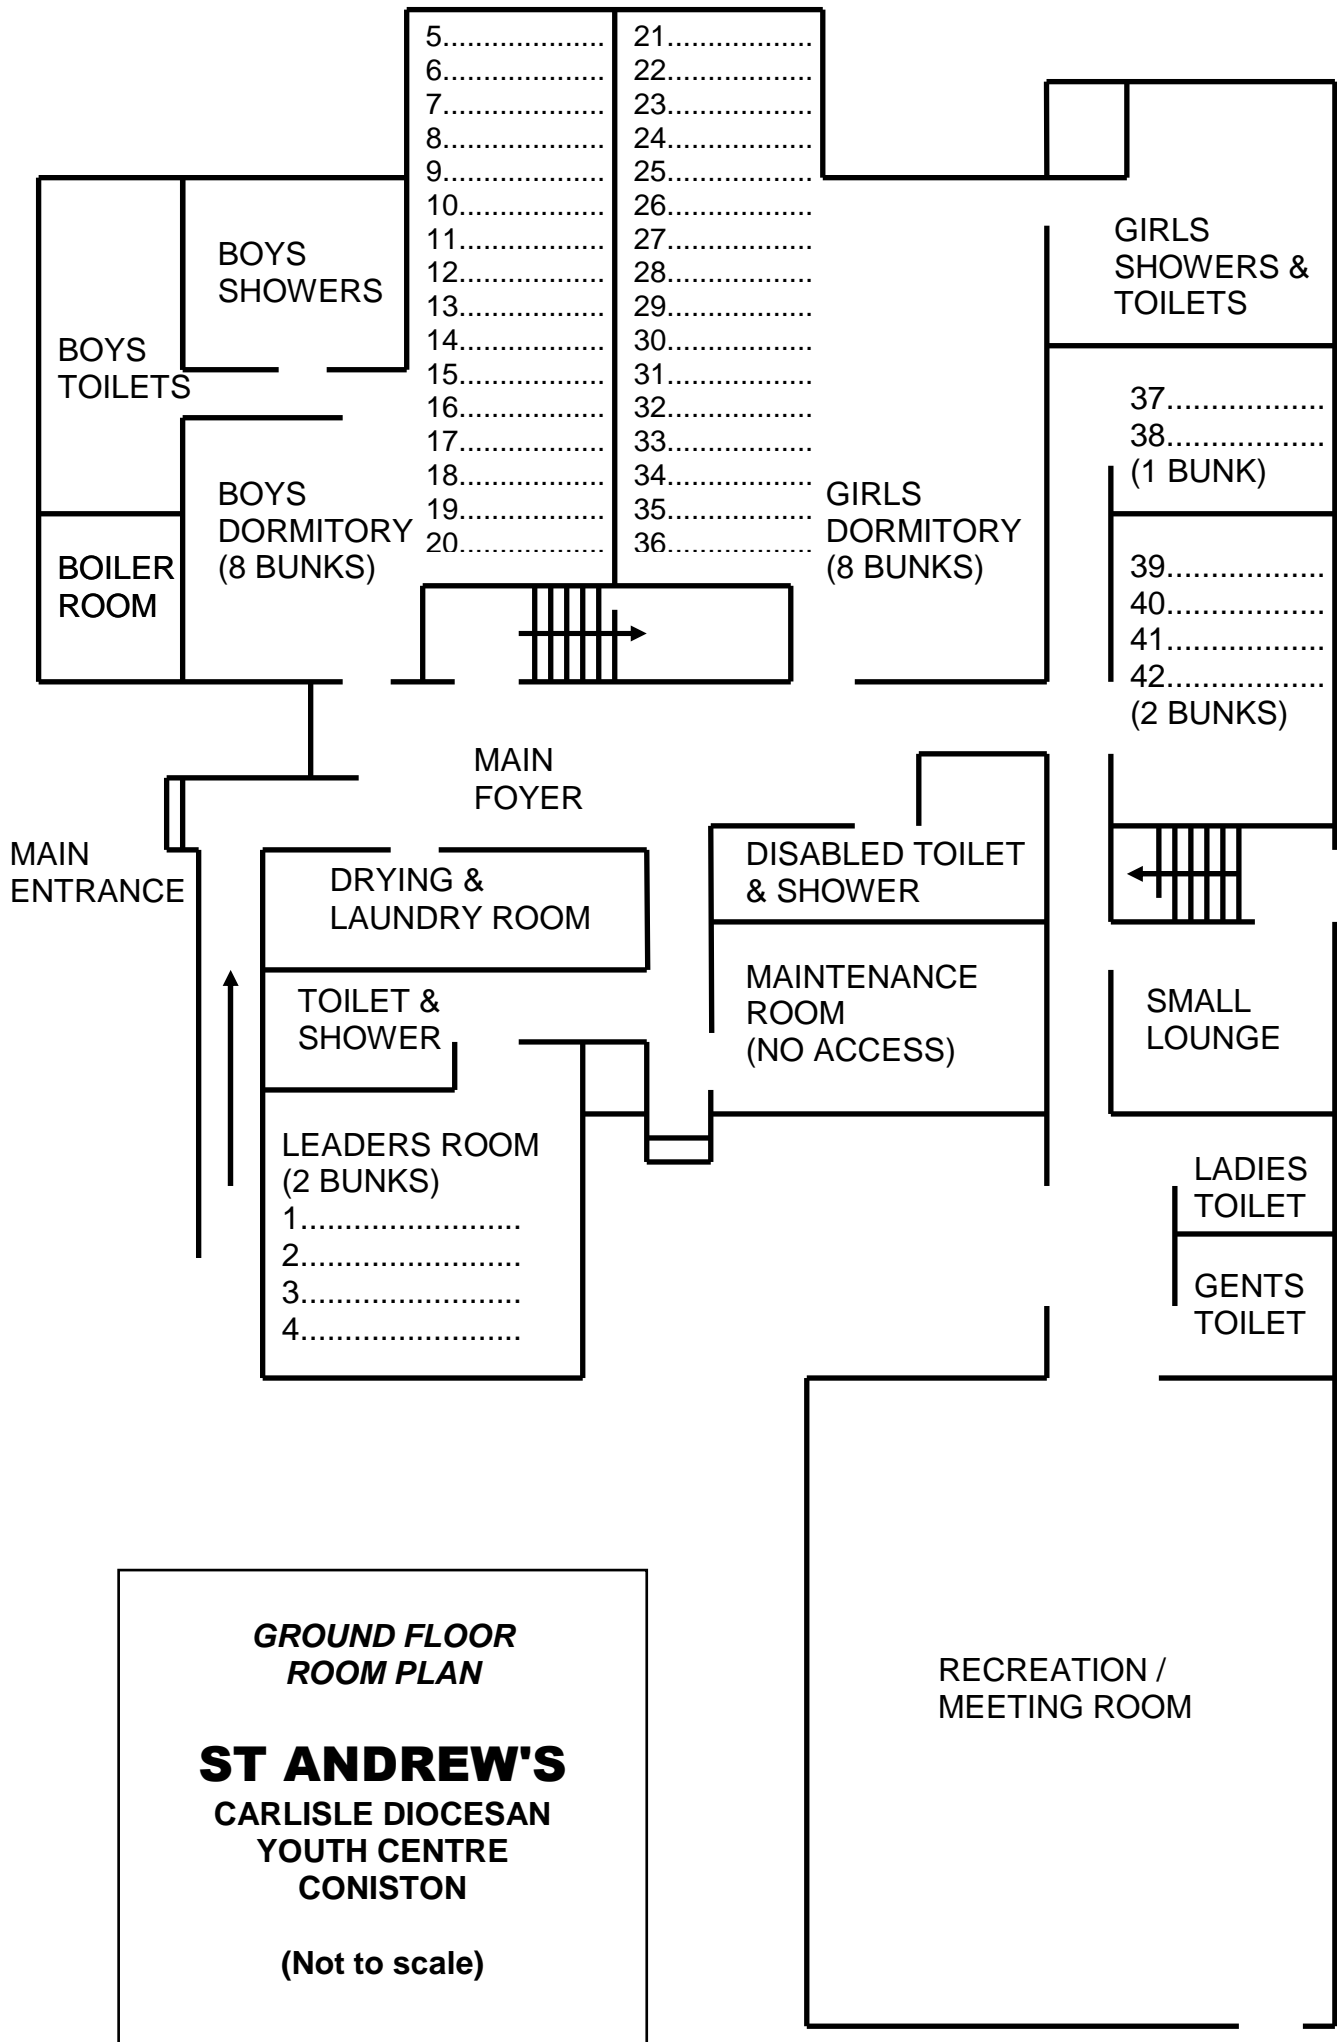 5....................
6....................
7....................
8....................
9....................
10..................
11..................
12..................
13..................
14..................
15..................
16..................
17..................
18..................
19..................
20..................
21..................
22..................
23..................
24..................
25..................
26..................
27..................
28..................
29..................
30..................
31..................
32..................
33..................
34..................
35..................
36..................
BOYS
SHOWERS
BOYS
TOILETS
GIRLS
SHOWERS &
TOILETS
37..................
38..................
(1 BUNK)
BOYS
DORMITORY
(8 BUNKS)
GIRLS
DORMITORY
(8 BUNKS)
BOILER
ROOM
39..................
40..................
41..................
42..................
(2 BUNKS)
MAIN
FOYER
MAIN
ENTRANCE
DRYING &
LAUNDRY ROOM
DISABLED TOILET
& SHOWER
TOILET &
SHOWER
MAINTENANCE
ROOM
(NO ACCESS)
SMALL
LOUNGE
LEADERS ROOM
(2 BUNKS)
1.........................
2.........................
3.........................
4.........................
LADIES
TOILET
GENTS
TOILET
RECREATION /
MEETING ROOM
GROUND FLOOR
ROOM PLAN
ST ANDREW'S
CARLISLE DIOCESAN
YOUTH CENTRE
CONISTON
(Not to scale)